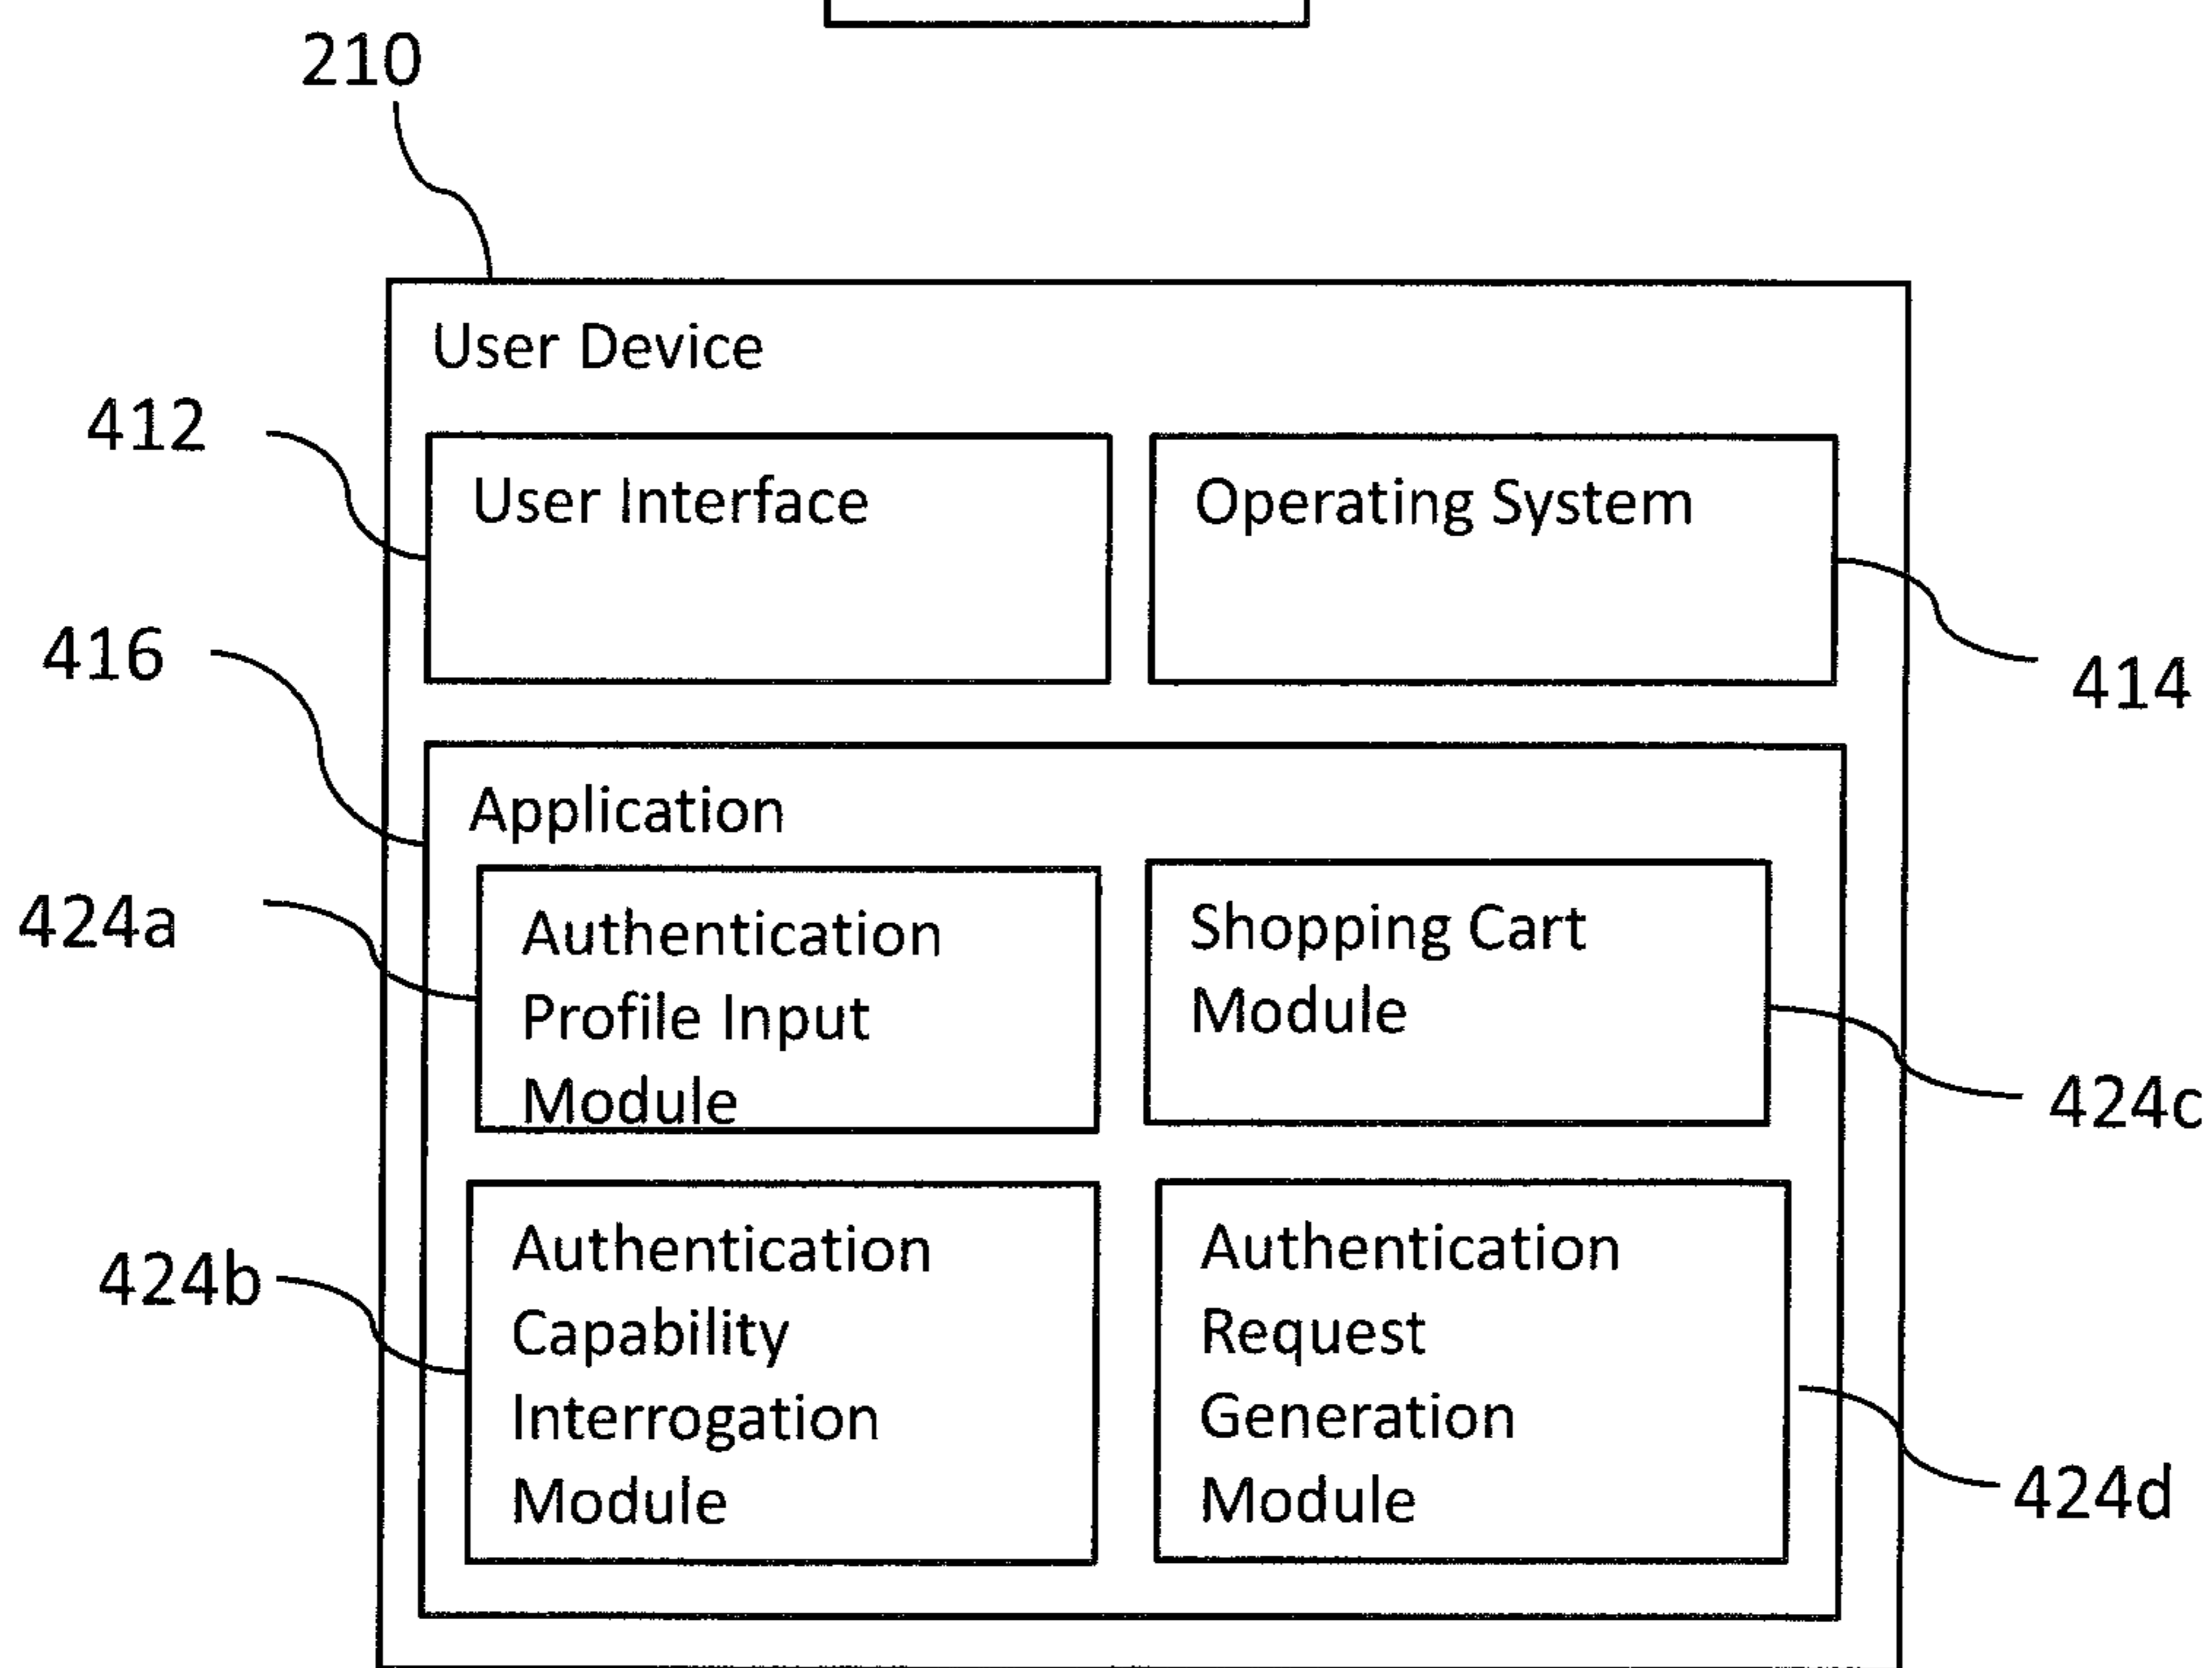 210
User Device
412
User Interface
Operating System
416
414
Application
424a
Authentication
Profile Input
Module
Shopping Cart
Module
424c
424b
Authentication
Capability
Interrogation
Module
Authentication
Request
Generation
Module
424d